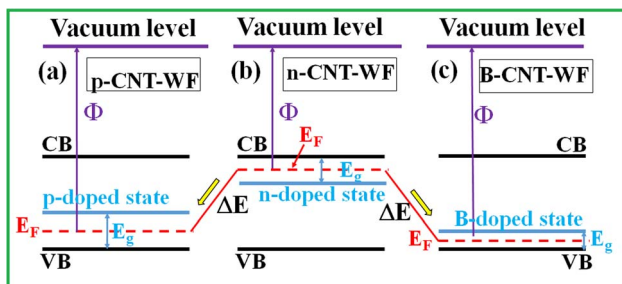 Vacuum level Vacuum level Vacuum level
(a) p-CNT-WF (b) n-CNT-WF (c) B-CNT-WF
Φ Φ Φ
CB CB E_F CB
E_g
p-doped state n-doped state B-doped state
E_F E_g ΔE ΔE E_F E_g
VB VB VB